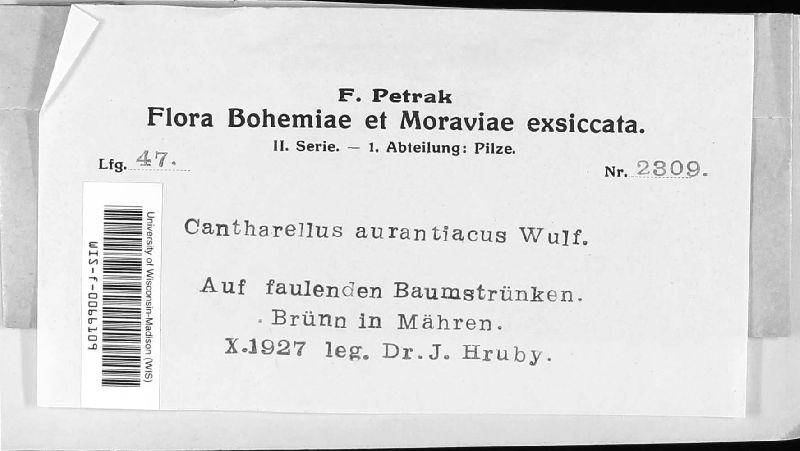 F. Petrak
Flora Bohemiae et Moraviae exsiccata.
II. Serie. — 1. Abteilung: Pilze.
Lfg. 47.
Nr. 2309.
Cantharellus aurantiacus Wulf.
Auf faulenden Baumstrünken.
Brünn in Mähren.
X.1927 leg. Dr. J. Hruby.
University of Wisconsin-Madison (WIS)
WIS-f-0066109